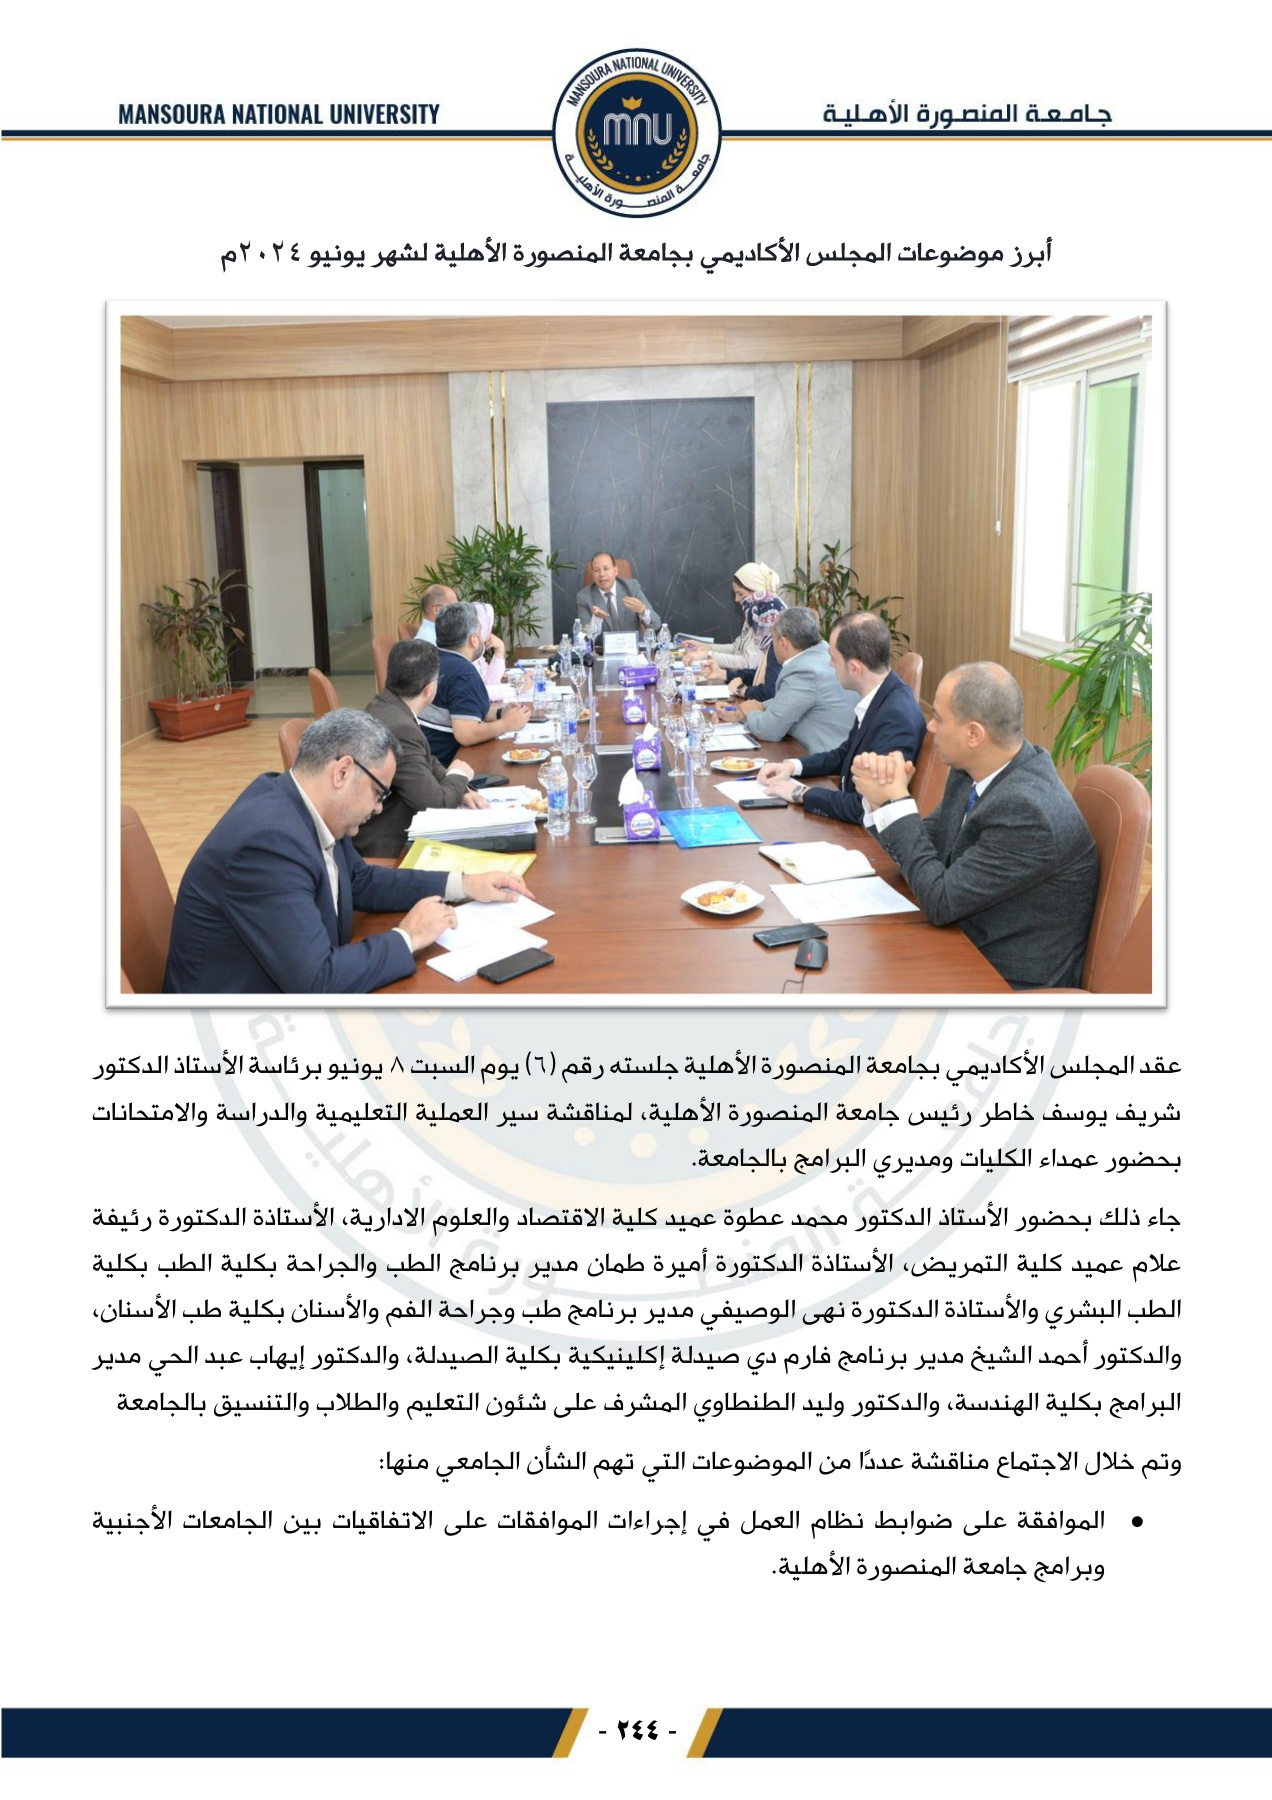 MANSOURA NATIONAL UNIVERSITY
جامعة المنصورة الأهلية
MANSOURA NATIONAL UNIVERSITY
mnu
جامعة المنصورة الأهلية
أبرز موضوعات المجلس الأكاديمي بجامعة المنصورة الأهلية لشهر يونيو ٢٠٢٤م
عقد المجلس الأكاديمي بجامعة المنصورة الأهلية جلسته رقم (٦) يوم السبت ٨ يونيو برئاسة الأستاذ الدكتور
شريف يوسف خاطر رئيس جامعة المنصورة الأهلية، لمناقشة سير العملية التعليمية والدراسة والامتحانات
بحضور عمداء الكليات ومديري البرامج بالجامعة.
جاء ذلك بحضور الأستاذ الدكتور محمد عطوة عميد كلية الاقتصاد والعلوم الادارية، الأستاذة الدكتورة رئيفة
علام عميد كلية التمريض، الأستاذة الدكتورة أميرة طمان مدير برنامج الطب والجراحة بكلية الطب بكلية
الطب البشري والأستاذة الدكتورة نهى الوصيفي مدير برنامج طب وجراحة الفم والأسنان بكلية طب الأسنان،
والدكتور أحمد الشيخ مدير برنامج فارم دي صيدلة إكلينيكية بكلية الصيدلة، والدكتور إيهاب عبد الحي مدير
البرامج بكلية الهندسة، والدكتور وليد الطنطاوي المشرف على شئون التعليم والطلاب والتنسيق بالجامعة
وتم خلال الاجتماع مناقشة عددًا من الموضوعات التي تهم الشأن الجامعي منها:
● الموافقة على ضوابط نظام العمل في إجراءات الموافقات على الاتفاقيات بين الجامعات الأجنبية
وبرامج جامعة المنصورة الأهلية.
- ٢٤٤ -